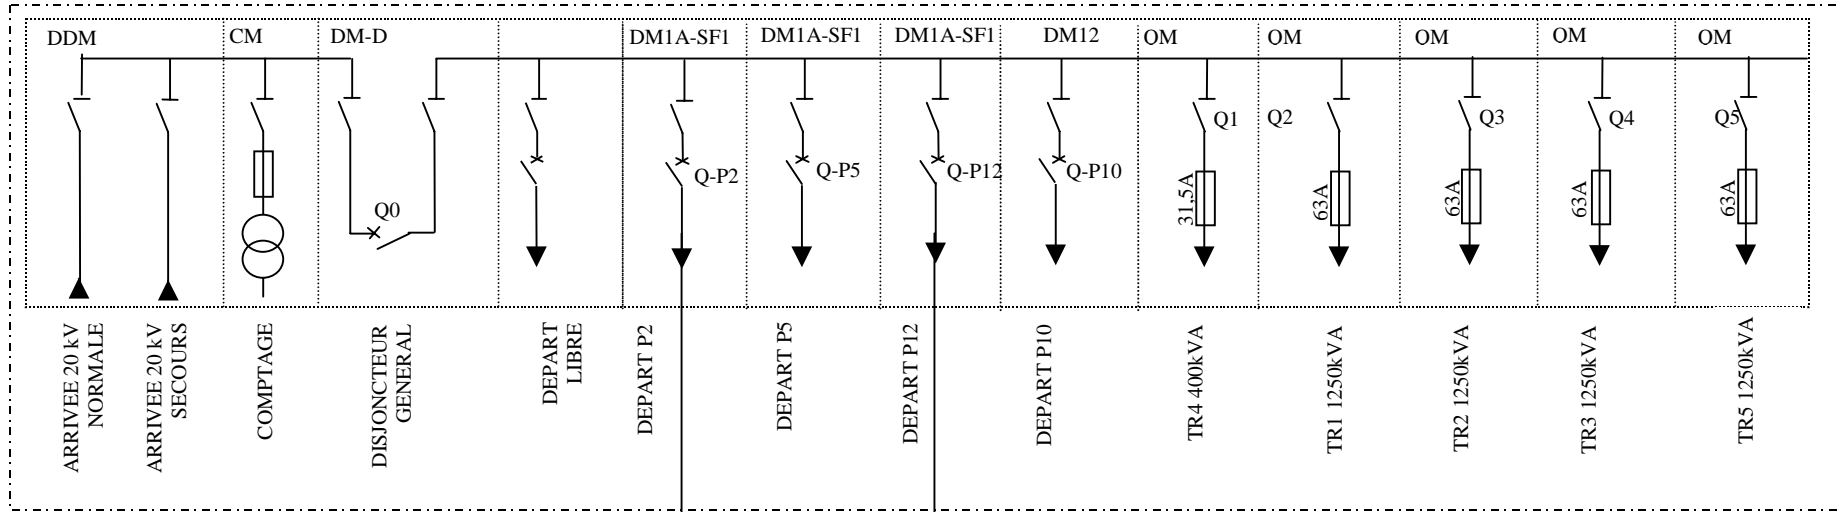 DDM
CM
DM-D
DM1A-SF1
DM1A-SF1
DM1A-SF1
DM12
OM
OM
OM
OM
OM
Q0
Q-P2
Q-P5
Q-P12
Q-P10
Q1
Q2
Q3
Q4
Q5
31,5A
63A
63A
63A
63A
ARRIVEE 20 kV
NORMALE
ARRIVEE 20 kV
SECOURS
COMPTAGE
DISJONCTEUR
GENERAL
DEPART
LIBRE
DEPART P2
DEPART P5
DEPART P12
DEPART P10
TR4 400kVA
TR1 1250kVA
TR2 1250kVA
TR3 1250kVA
TR5 1250kVA